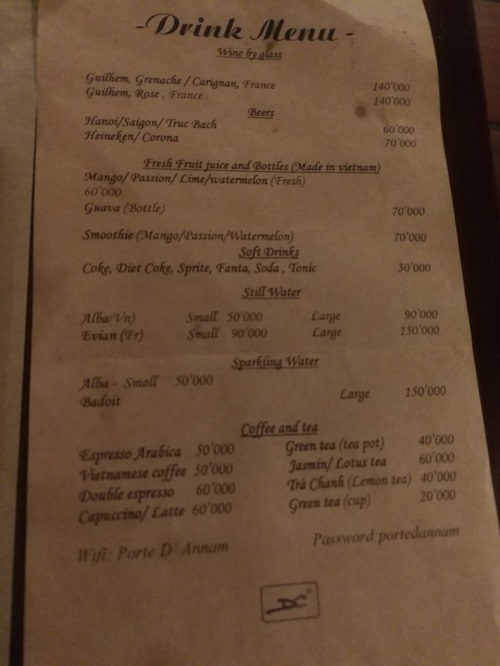 -Drink Menu-
Wine by glass
Guilhem, Grenache / Carignan, France 140'000
Guilhem, Rose , France 140'000
Beers
Hanoi/Saigon/ Truc Bach 60'000
Heineken/ Corona 70'000
Fresh Fruit juice and Bottles (Made in vietnam)
Mango/ Passion/ Lime/watermelon (Fresh)
60'000
Guava (Bottle) 70'000
Smoothie (Mango/Passion/Watermelon) 70'000
Soft Drinks
Coke, Diet Coke, Sprite, Fanta, Soda , Tonic 50'000
Still Water
Alba(Vn) Small 50'000 Large 90'000
Evian (Fr) Small 90'000 Large 150'000
Sparkling Water
Alba - Small 50'000
Badoit Large 150'000
Coffee and tea
Espresso Arabica 50'000 Green tea (tea pot) 40'000
Vietnamese coffee 50'000 Jasmin/ Lotus tea 60'000
Double espresso 60'000 Trà Chanh (Lemon tea) 40'000
Capuccino/ Latte 60'000 Green tea (cup) 20'000
Wifi: Porte D' Annam Password:portedannam
DC